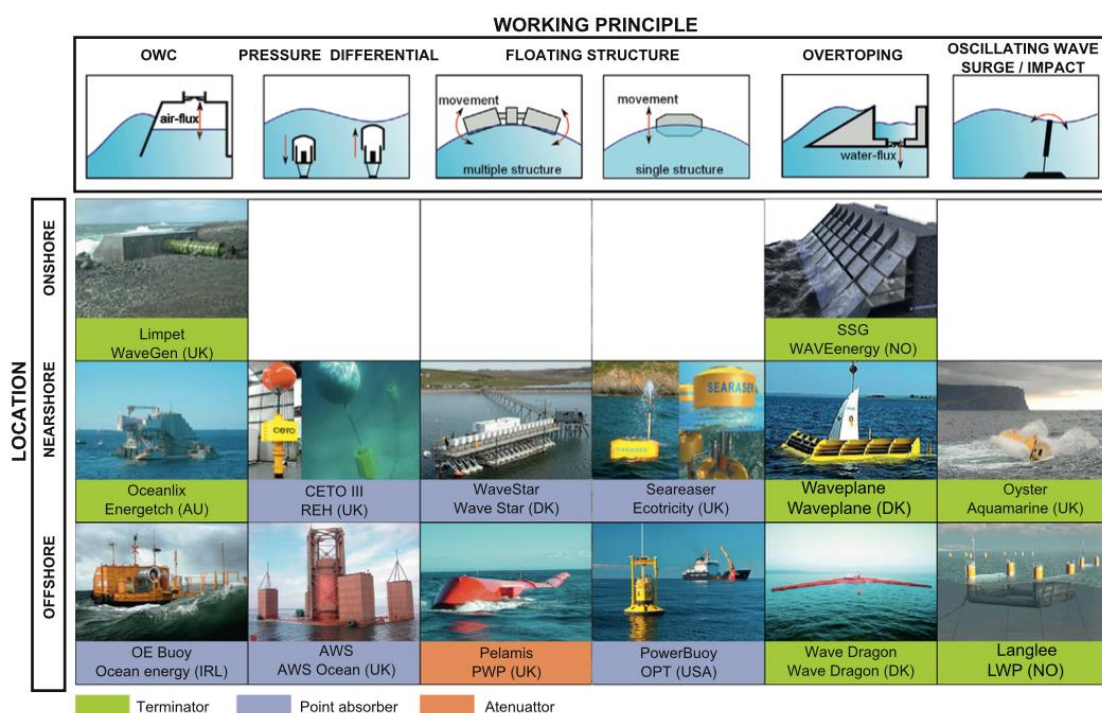 WORKING PRINCIPLE
OWC
PRESSURE DIFFERENTIAL
FLOATING STRUCTURE
OVERTOPING
OSCILLATING WAVE
SURGE / IMPACT
air-flux
movement
multiple structure
movement
single structure
water-flux
LOCATION
ONSHORE
Limpet
WaveGen (UK)
SSG
WAVEenergy (NO)
NEARSHORE
CETO
SEARASER
Oceanlix
Energetch (AU)
CETO III
REH (UK)
WaveStar
Wave Star (DK)
Seareaser
Ecotricity (UK)
Waveplane
Waveplane (DK)
Oyster
Aquamarine (UK)
OFFSHORE
OE Buoy
Ocean energy (IRL)
AWS
AWS Ocean (UK)
Pelamis
PWP (UK)
PowerBuoy
OPT (USA)
Wave Dragon
Wave Dragon (DK)
Langlee
LWP (NO)
Terminator
Point absorber
Atenuattor